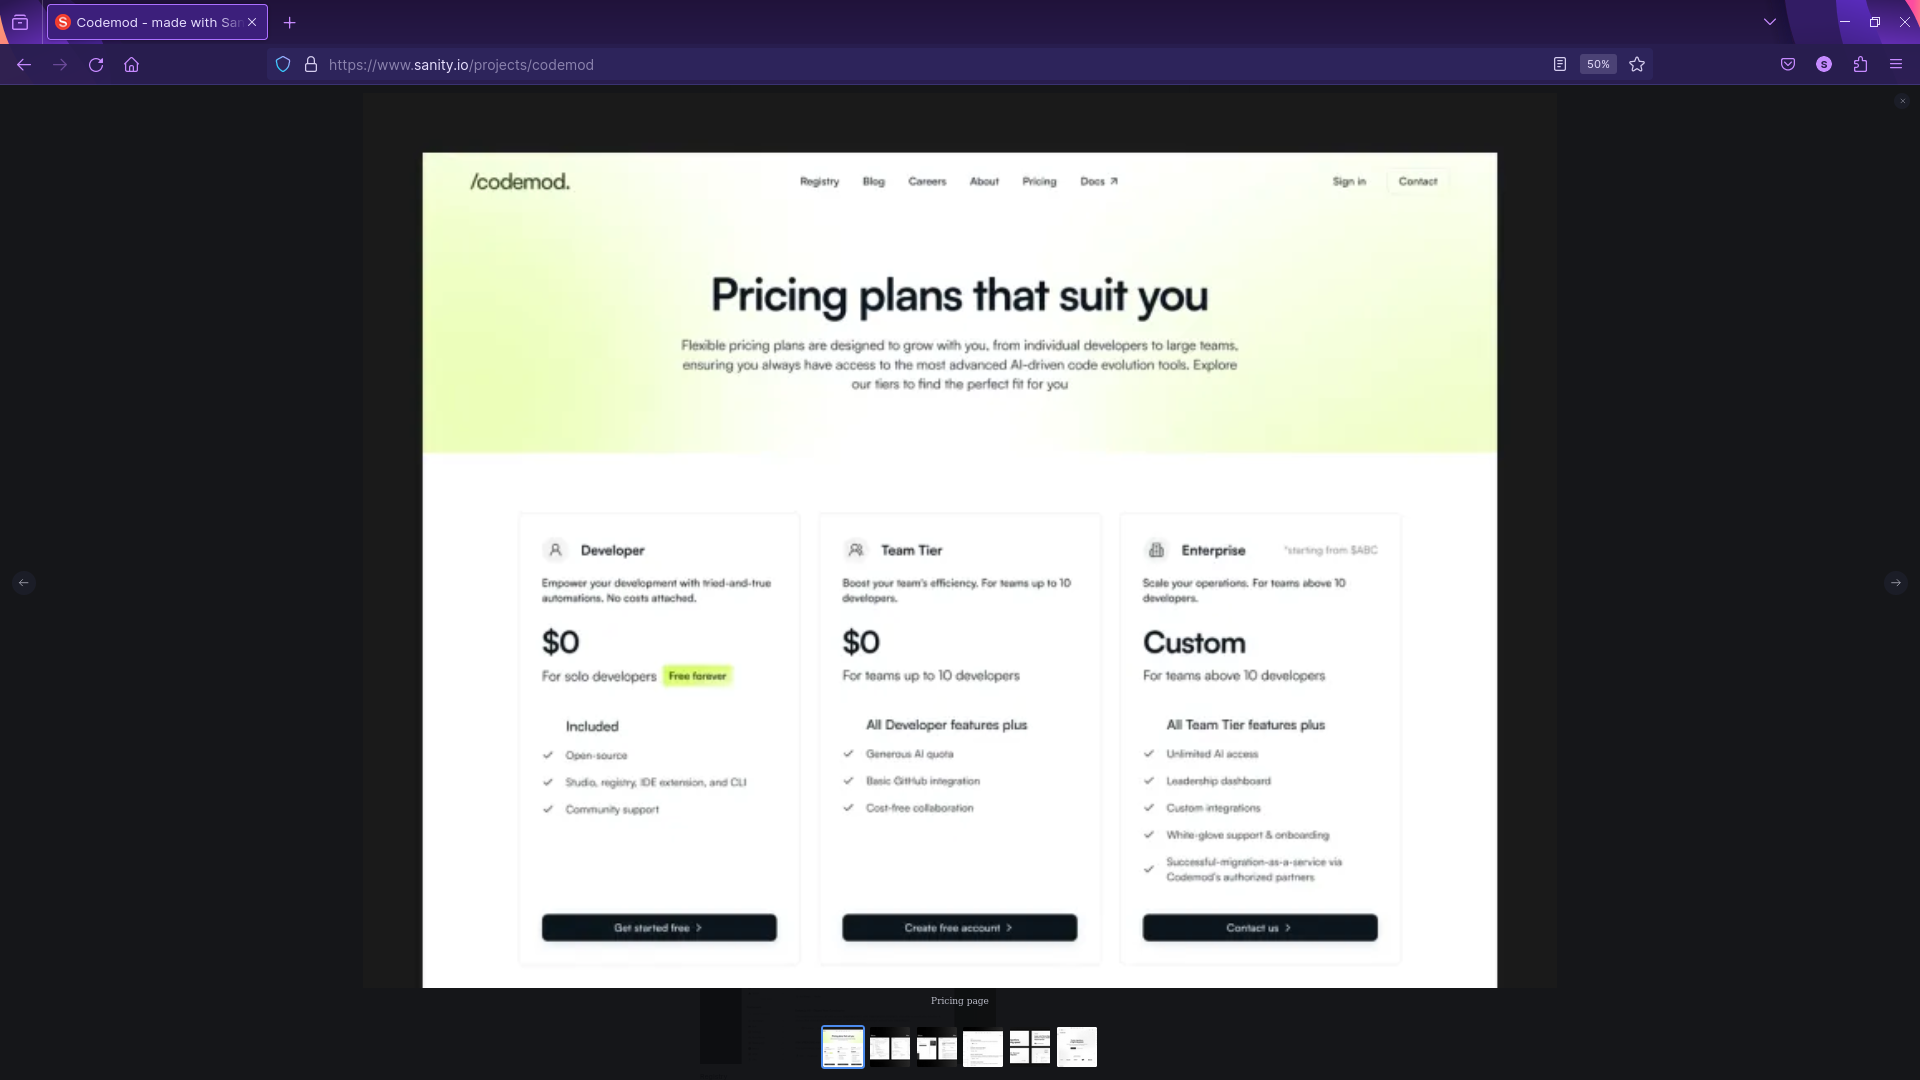 Codemod - made with San
https://www.sanity.io/projects/codemod
50%
S
/codemod.
Registry
Blog
Careers
About
Pricing
Docs
Sign in
Contact
Pricing plans that suit you
Flexible pricing plans are designed to grow with you, from individual developers to large teams,
ensuring you always have access to the most advanced AI-driven code evolution tools. Explore
our tiers to find the perfect fit for you
Developer
Empower your development with tried-and-true
automations. No costs attached.
$0
For solo developers
Free forever
Included
Open-source
Studio, registry, IDE extension, and CLI
Community support
Get started free
Team Tier
Boost your team's efficiency. For teams up to 10
developers.
$0
For teams up to 10 developers
All Developer features plus
Generous AI quota
Basic GitHub integration
Cost-free collaboration
Create free account
Enterprise
*starting from $ABC
Scale your operations. For teams above 10
developers.
Custom
For teams above 10 developers
All Team Tier features plus
Unlimited AI access
Leadership dashboard
Custom integrations
White-glove support & onboarding
Successful-migration-as-a-service via
Codemod's authorized partners
Contact us
Pricing page